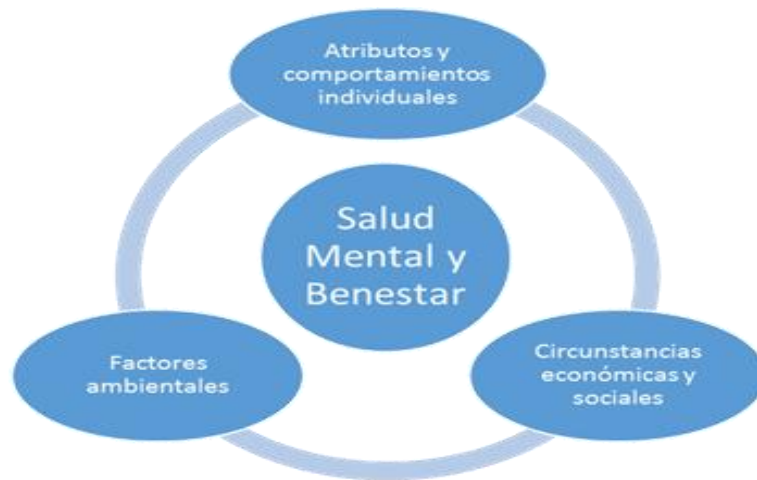 Atributos y
comportamientos
individuales
Salud
Mental y
Benestar
Factores
ambientales
Circunstancias
económicas y
sociales